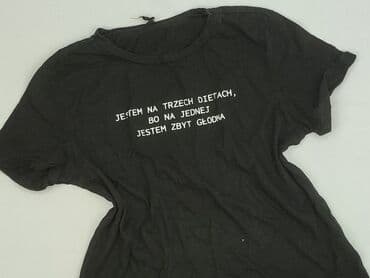 JESTEM NA TRZECH DIETACH,
BO NA JEDNEJ
JESTEM ZBYT GŁODNA